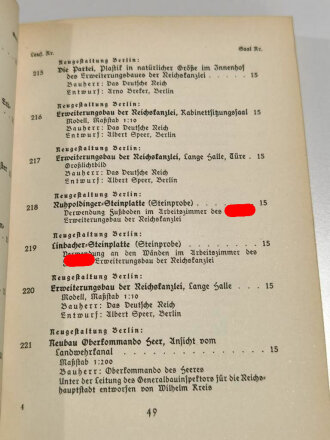 Lauf. Nr. Saal Nr.
Neugestaltung Berlin:
215 Die Partei, Plastik in natürlicher Größe im Innenhof
des Erweiterungsbaues der Reichskanzlei . . . 15
Bauherr: Das Deutsche Reich
Entwurf: Arno Breker, Berlin
Neugestaltung Berlin:
216 Erweiterungsbau der Reichskanzlei, Kabinettsitzungssaal 15
Modell, Maßstab 1:10
Bauherr: Das Deutsche Reich
Entwurf: Albert Speer, Berlin
Neugestaltung Berlin:
217 Erweiterungsbau der Reichskanzlei, Lange Halle, Türe . 15
Großlichtbild
Bauherr: Das Deutsche Reich
Entwurf: Albert Speer, Berlin
Neugestaltung Berlin:
218 Ruhpoldinger-Steinplatte (Steinprobe) . . . . 15
Verwendung Fußboden im Arbeitszimmer des
Erweiterungsbau der Reichskanzlei
Neugestaltung Berlin:
219 Linbacher-Steinplatte (Steinprobe) . . . . 15
Verwendung an den Wänden im Arbeitszimmer des
Erweiterungsbau der Reichskanzlei
Neugestaltung Berlin:
220 Erweiterungsbau der Reichskanzlei, Lange Halle . . 15
Modell, Maßstab 1:10
Bauherr: Das Deutsche Reich
Entwurf: Albert Speer, Berlin
Neugestaltung Berlin:
221 Neubau Oberkommando Heer, Ansicht vom
Landwehrkanal . . . . 15
Maßstab 1:200
Bauherr: Oberkommando des Heeres
Unter der Leitung des Generalbauinspektors für die Reichs-
hauptstadt entworfen von Wilhelm Kreis
4
49